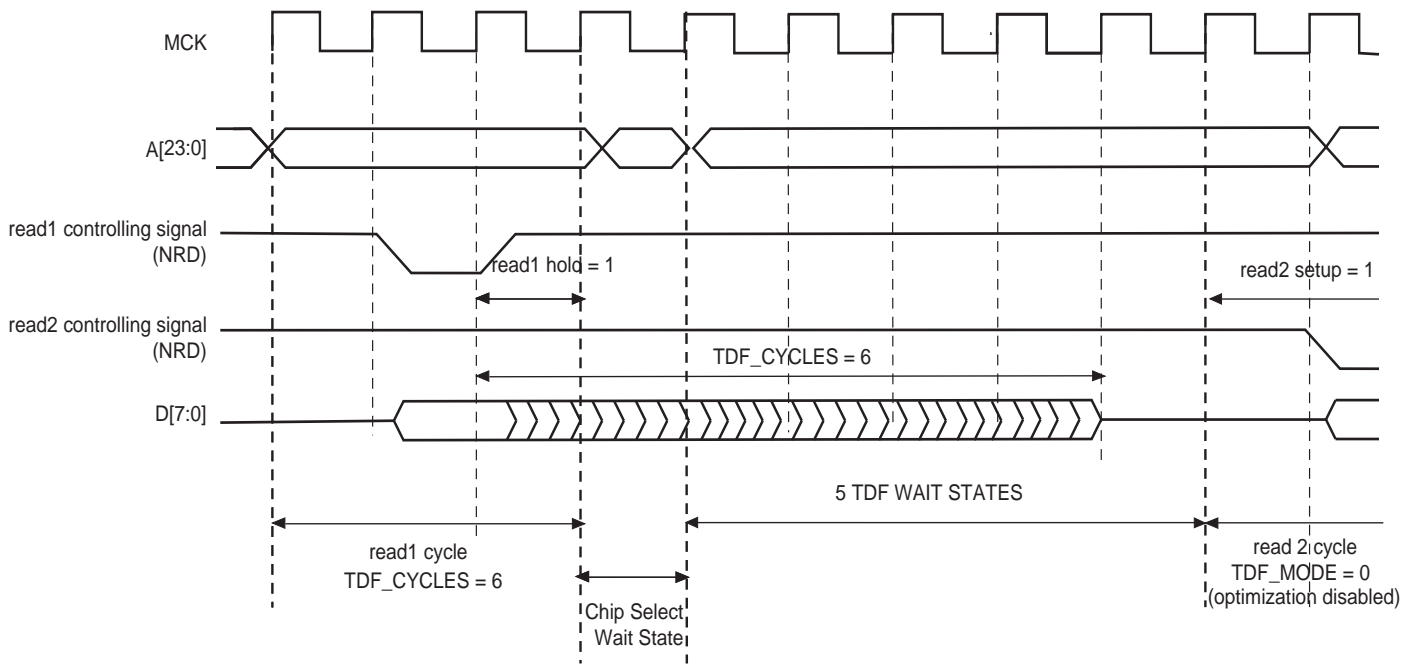 MCK
A[23:0]
read1 controlling signal
(NRD)
read1 hold = 1
read2 setup = 1
read2 controlling signal
(NRD)
TDF_CYCLES = 6
D[7:0]
5 TDF WAIT STATES
read1 cycle
TDF_CYCLES = 6
Chip Select
Wait State
read 2 cycle
TDF_MODE = 0
(optimization disabled)